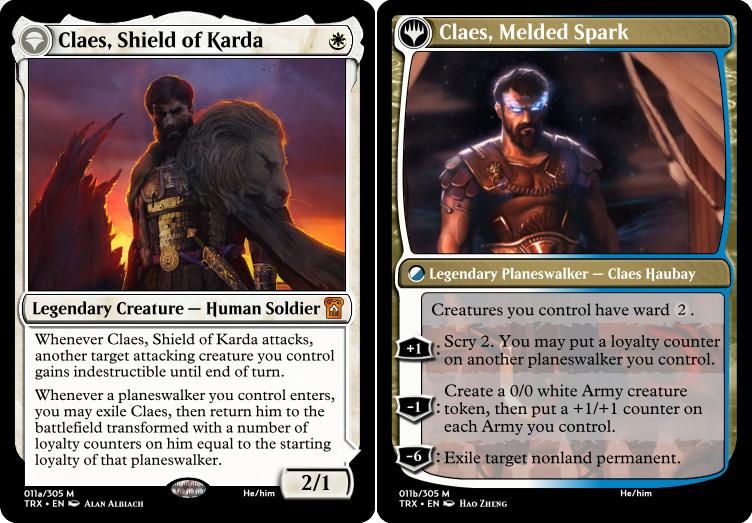 Claes, Shield of Karda
Legendary Creature — Human Soldier
Whenever Claes, Shield of Karda attacks,
another target attacking creature you control
gains indestructible until end of turn.
Whenever a planeswalker you control enters,
you may exile Claes, then return him to the
battlefield transformed with a number of
loyalty counters on him equal to the starting
loyalty of that planeswalker.
2/1
011a/305 M
He/him
TRX • EN Alan Albiach
Claes, Melded Spark
Legendary Planeswalker — Claes Haubay
Creatures you control have ward 2.
+1: Scry 2. You may put a loyalty counter
on another planeswalker you control.
-1: Create a 0/0 white Army creature
token, then put a +1/+1 counter on
each Army you control.
-6: Exile target nonland permanent.
011b/305 M
He/him
TRX • EN Hao Zheng